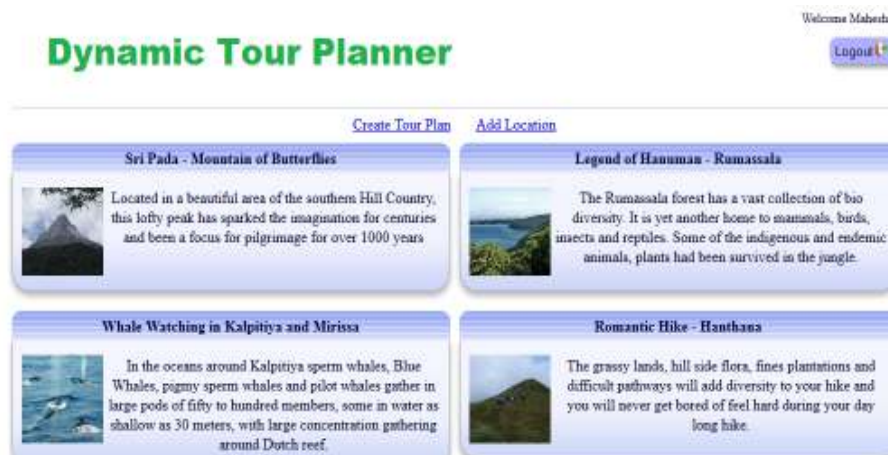 Welcome Mahesh
Dynamic Tour Planner
Logout
Create Tour Plan Add Location
Sri Pada - Mountain of Butterflies
Located in a beautiful area of the southern Hill Country,
this lofty peak has sparked the imagination for centuries
and been a focus for pilgrimage for over 1000 years
Legend of Hanuman - Rumassala
The Rumassala forest has a vast collection of bio
diversity. It is yet another home to mammals, birds,
insects and reptiles. Some of the indigenous and endemic
animals, plants had been survived in the jungle.
Whale Watching in Kalpitiya and Mirissa
In the oceans around Kalpitiya sperm whales, Blue
Whales, pigmy sperm whales and pilot whales gather in
large pods of fifty to hundred members, some in water as
shallow as 30 meters, with large concentration gathering
around Dutch reef.
Romantic Hike - Hanthana
The grassy lands, hill side flora, fines plantations and
difficult pathways will add diversity to your hike and
you will never get bored of feel hard during your day
long hike.